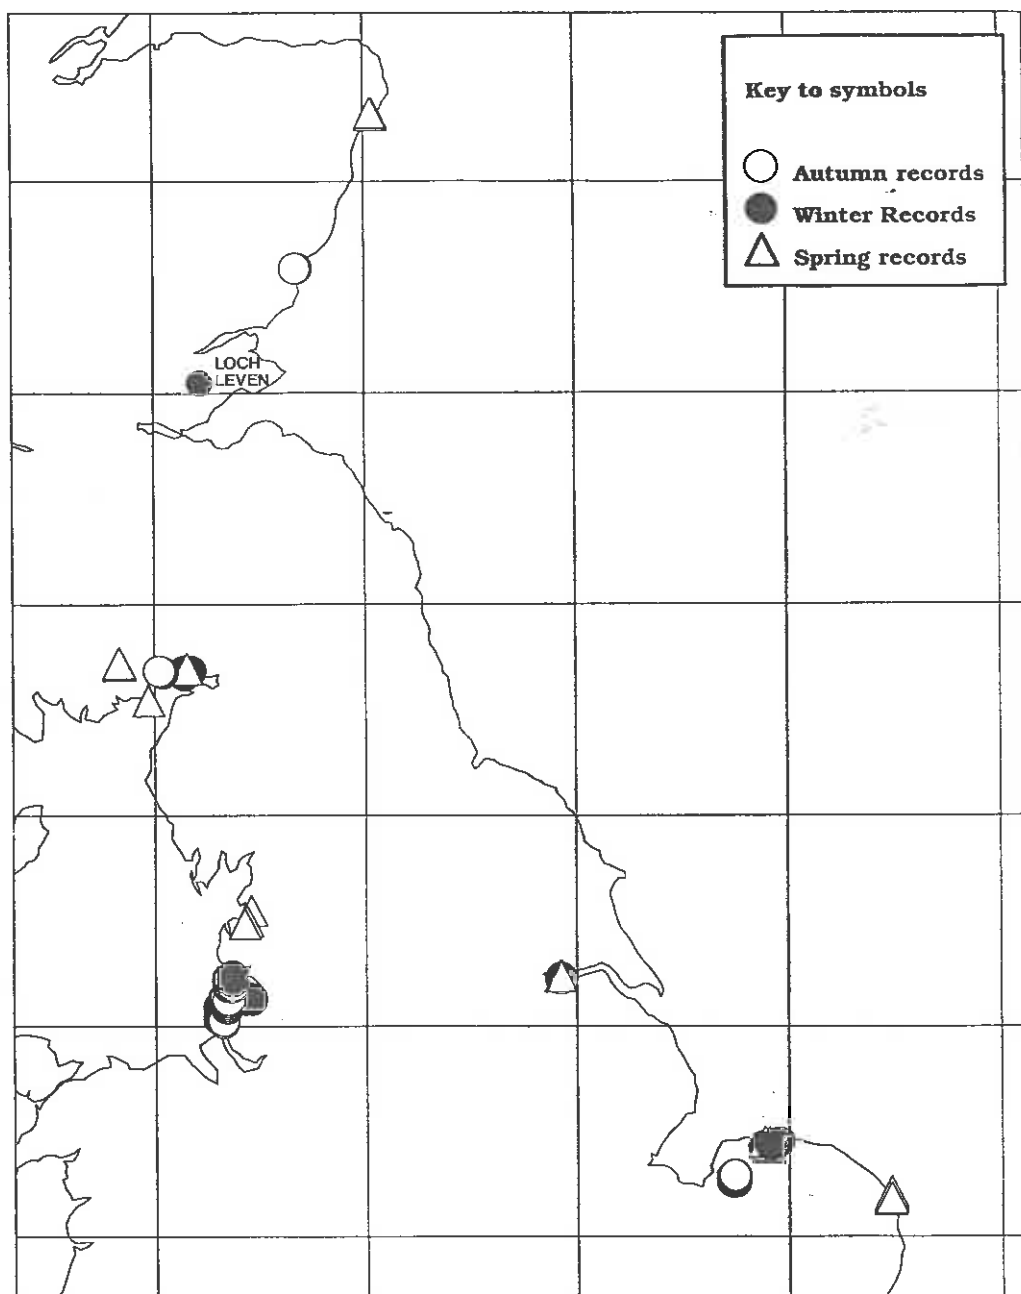 Key to symbols
Autumn records
Winter Records
Spring records
LOCH
LEVEN